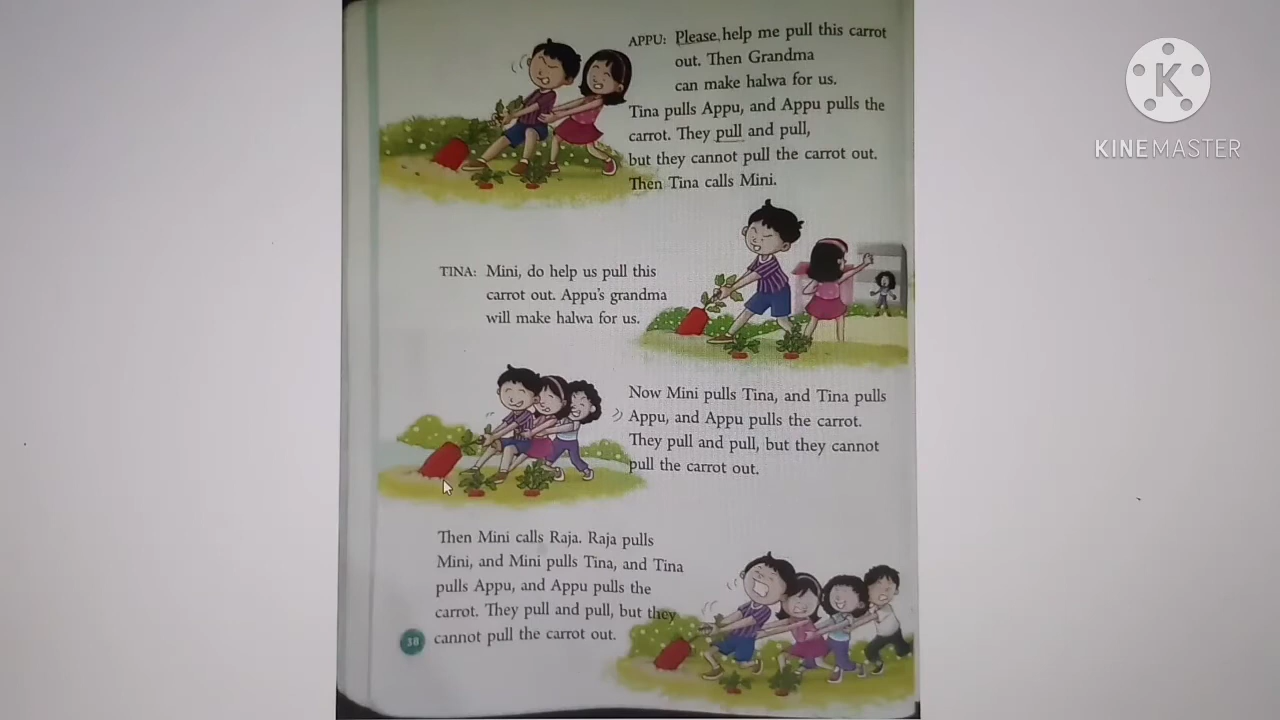 APPU: Please help me pull this carrot
out. Then Grandma
can make halwa for us.
Tina pulls Appu, and Appu pulls the
carrot. They pull and pull,
but they cannot pull the carrot out.
Then Tina calls Mini.
TINA: Mini, do help us pull this
carrot out. Appu's grandma
will make halwa for us.
Now Mini pulls Tina, and Tina pulls
Appu, and Appu pulls the carrot.
They pull and pull, but they cannot
pull the carrot out.
Then Mini calls Raja. Raja pulls
Mini, and Mini pulls Tina, and Tina
pulls Appu, and Appu pulls the
carrot. They pull and pull, but they
cannot pull the carrot out.
38
K
KINEMASTER